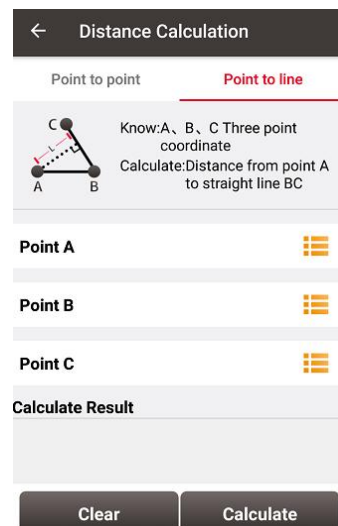 Distance Calculation
Point to point
Point to line
Know:A、B、C Three point
coordinate
Calculate:Distance from point A
to straight line BC
C
L
A
B
Point A
Point B
Point C
Calculate Result
Clear
Calculate